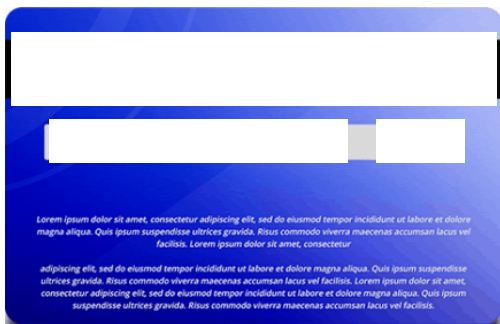 Lorem ipsum dolor sit amet, consectetur adipiscing elit, sed do eiusmod tempor incididunt ut labore et dolore
magna aliqua. Quis ipsum suspendisse ultrices gravida. Risus commodo viverra maecenas accumsan lacus vel
facilisis. Lorem ipsum dolor sit amet, consectetur
adipiscing elit, sed do eiusmod tempor incididunt ut labore et dolore magna aliqua. Quis ipsum suspendisse
ultrices gravida. Risus commodo viverra maecenas accumsan lacus vel facilisis. Lorem ipsum dolor sit amet,
consectetur adipiscing elit, sed do eiusmod tempor incididunt ut labore et dolore magna aliqua. Quis ipsum
suspendisse ultrices gravida. Risus commodo viverra maecenas accumsan lacus vel facilisis.